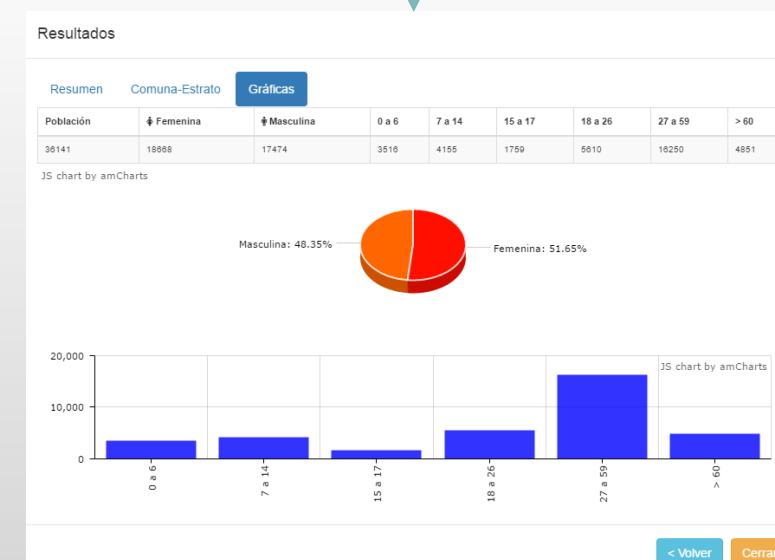 Resultados
Resumen Comuna-Estrato Gráficas
Población Femenina Masculina 0 a 6 7 a 14 15 a 17 18 a 26 27 a 59 > 60
36141 18668 17474 3516 4155 1759 5610 16250 4851
JS chart by amCharts
Masculina: 48.35% Femenina: 51.65%
20,000
JS chart by amCharts
10,000
0
0 a 6 7 a 14 15 a 17 18 a 26 27 a 59 > 60
< Volver